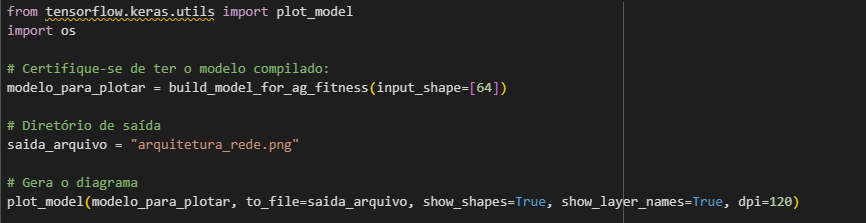 from tensorflow.keras.utils import plot_model
import os
# Certifique-se de ter o modelo compilado:
modelo_para_plotar = build_model_for_ag_fitness(input_shape=[64])
# Diretório de saída
saida_arquivo = "arquitetura_rede.png"
# Gera o diagrama
plot_model(modelo_para_plotar, to_file=saida_arquivo, show_shapes=True, show_layer_names=True, dpi=120)